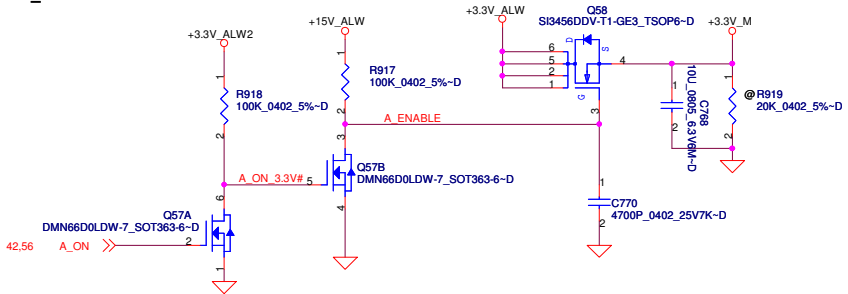 +3.3V_ALW2
+15V_ALW
+3.3V_ALW
Q58
SI3456DDV-T1-GE3_TSOP6~D
+3.3V_M
D
S
G
6
5
2
1
4
3
1
R918
100K_0402_5%~D
2
1
R917
100K_0402_5%~D
2
A_ENABLE
1
C768
10U_0805_6.3V6M~D
2
1
@
R919
20K_0402_5%~D
2
A_ON_3.3V#
5
3
Q57B
DMN66D0LDW-7_SOT363-6~D
4
1
C770
4700P_0402_25V7K~D
2
6
Q57A
DMN66D0LDW-7_SOT363-6~D
2
1
42,56
A_ON